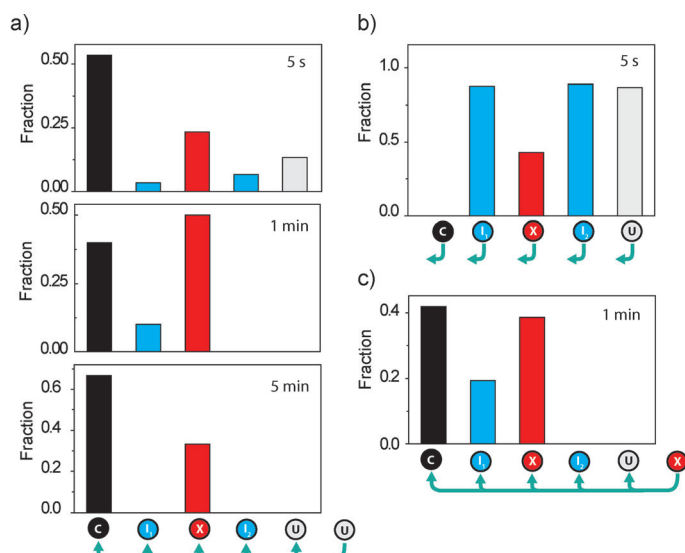 a)
5 s
Fraction
0.50
0.25
0.00
1 min
Fraction
0.50
0.25
0.00
5 min
Fraction
0.6
0.4
0.2
0.0
C I₁ X I₂ U U
b)
5 s
Fraction
1.0
0.5
0.0
C I₁ X I₂ U
c)
1 min
Fraction
0.4
0.2
0.0
C I₁ X I₂ U X